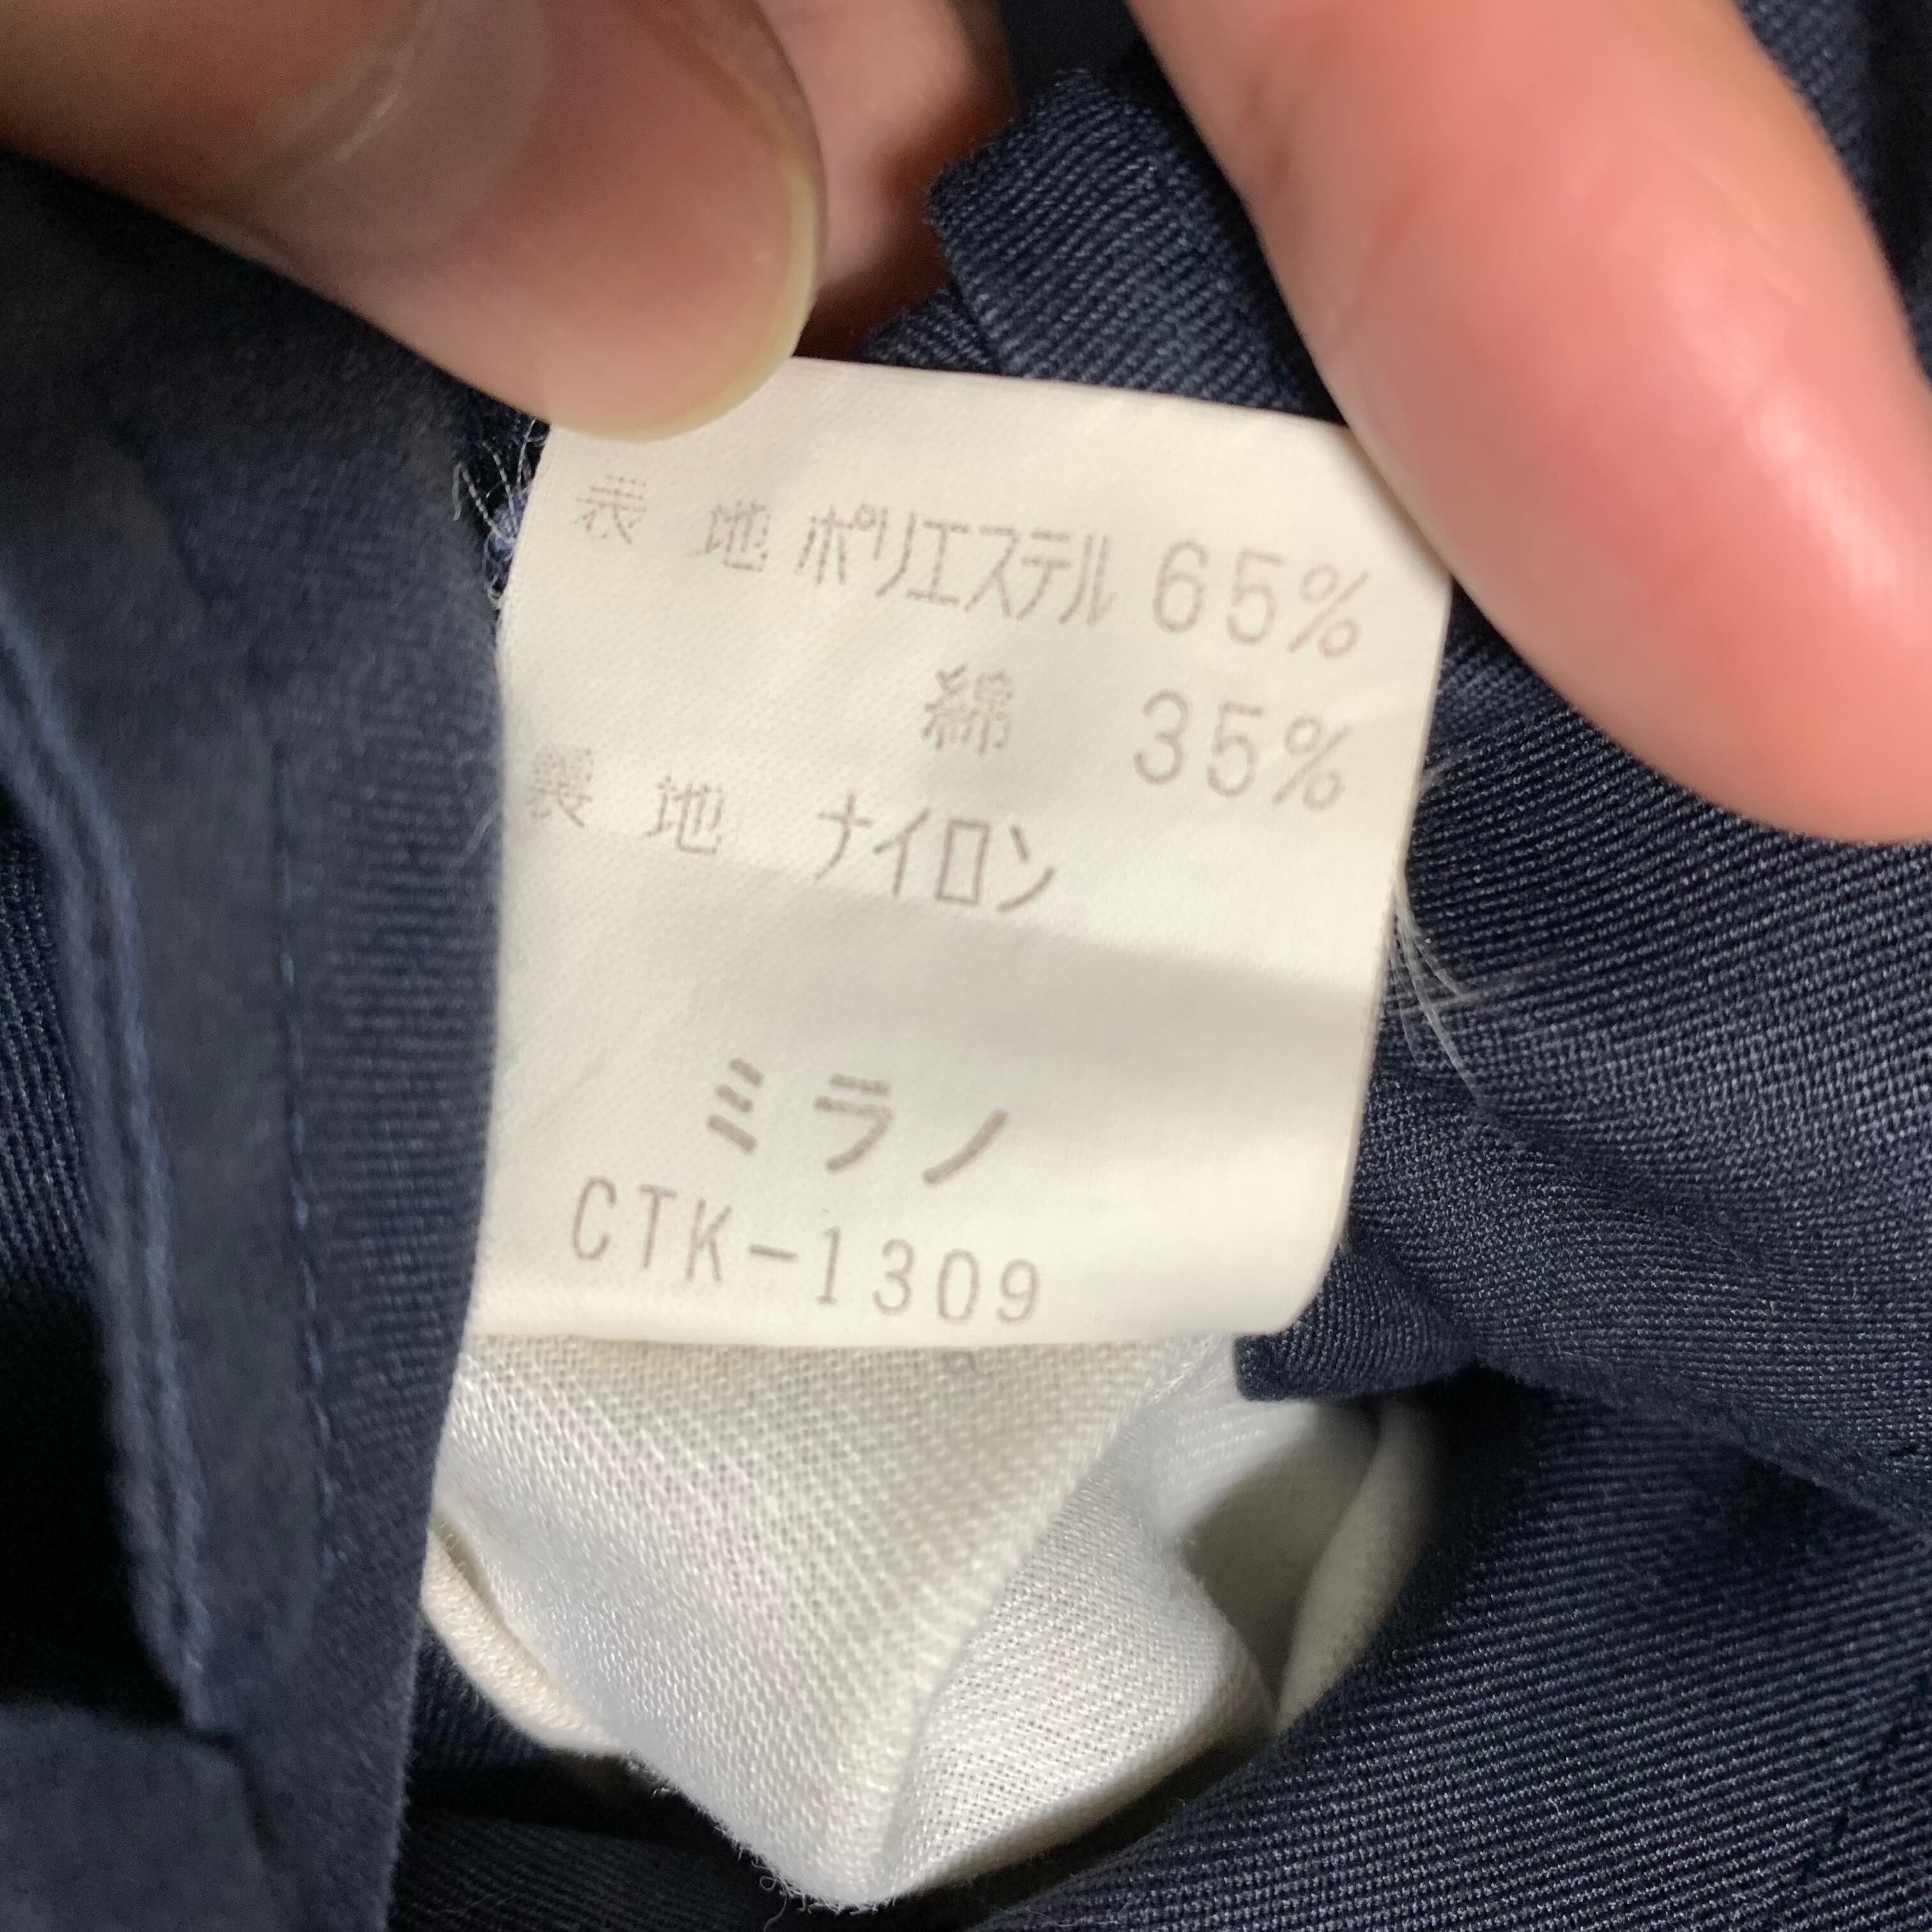 表 地 ポリエステル 65%
綿 35%
裏 地 ナイロン
ミラノ
CTK-1309